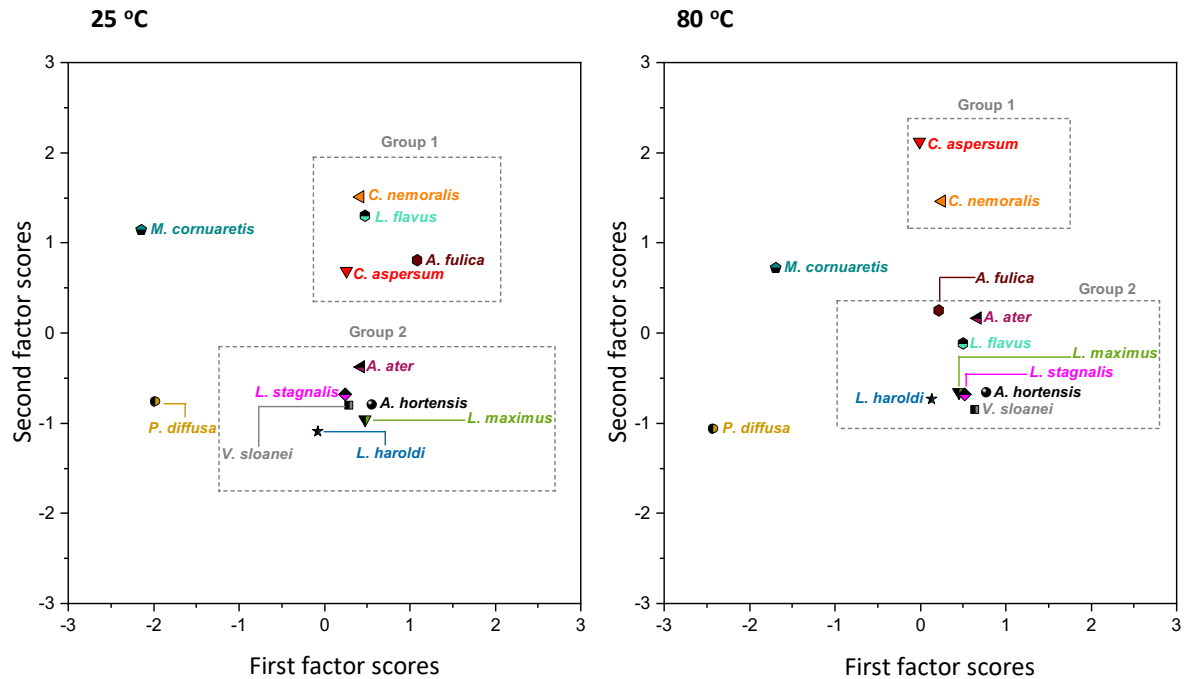 25 ºC
3
2
1
0
-1
-2
-3
-3
-2
-1
0
1
2
3
Second factor scores
First factor scores
Group 1
C. nemoralis
L. flavus
A. fulica
C. aspersum
M. cornuaretis
Group 2
A. ater
L. stagnalis
A. hortensis
L. maximus
P. diffusa
V. sloanei
L. haroldi
80 ºC
3
2
1
0
-1
-2
-3
-3
-2
-1
0
1
2
3
Second factor scores
First factor scores
Group 1
C. aspersum
C. nemoralis
M. cornuaretis
A. fulica
Group 2
A. ater
L. flavus
L. maximus
L. stagnalis
L. haroldi
A. hortensis
V. sloanei
P. diffusa